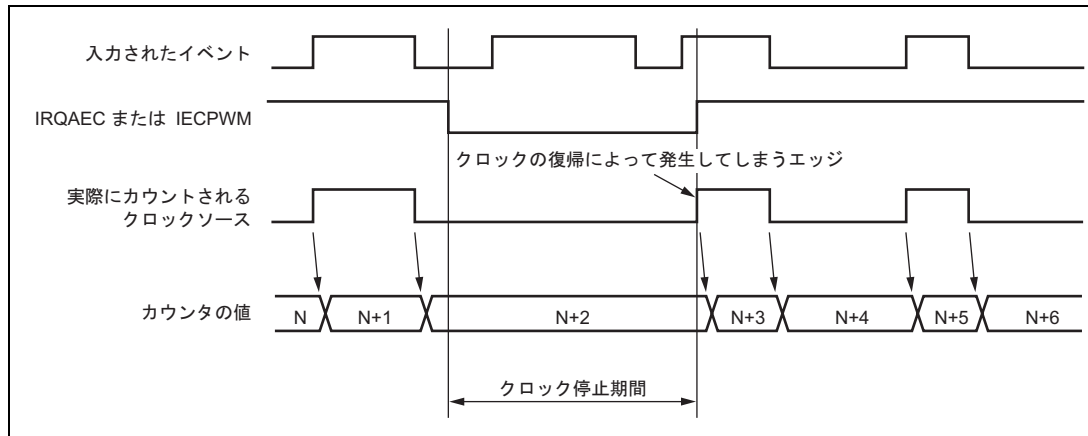 入力されたイベント
IRQAEC または IECPWM
クロックの復帰によって発生してしまうエッジ
実際にカウントされる
クロックソース
カウンタの値
N
N+1
N+2
N+3
N+4
N+5
N+6
クロック停止期間